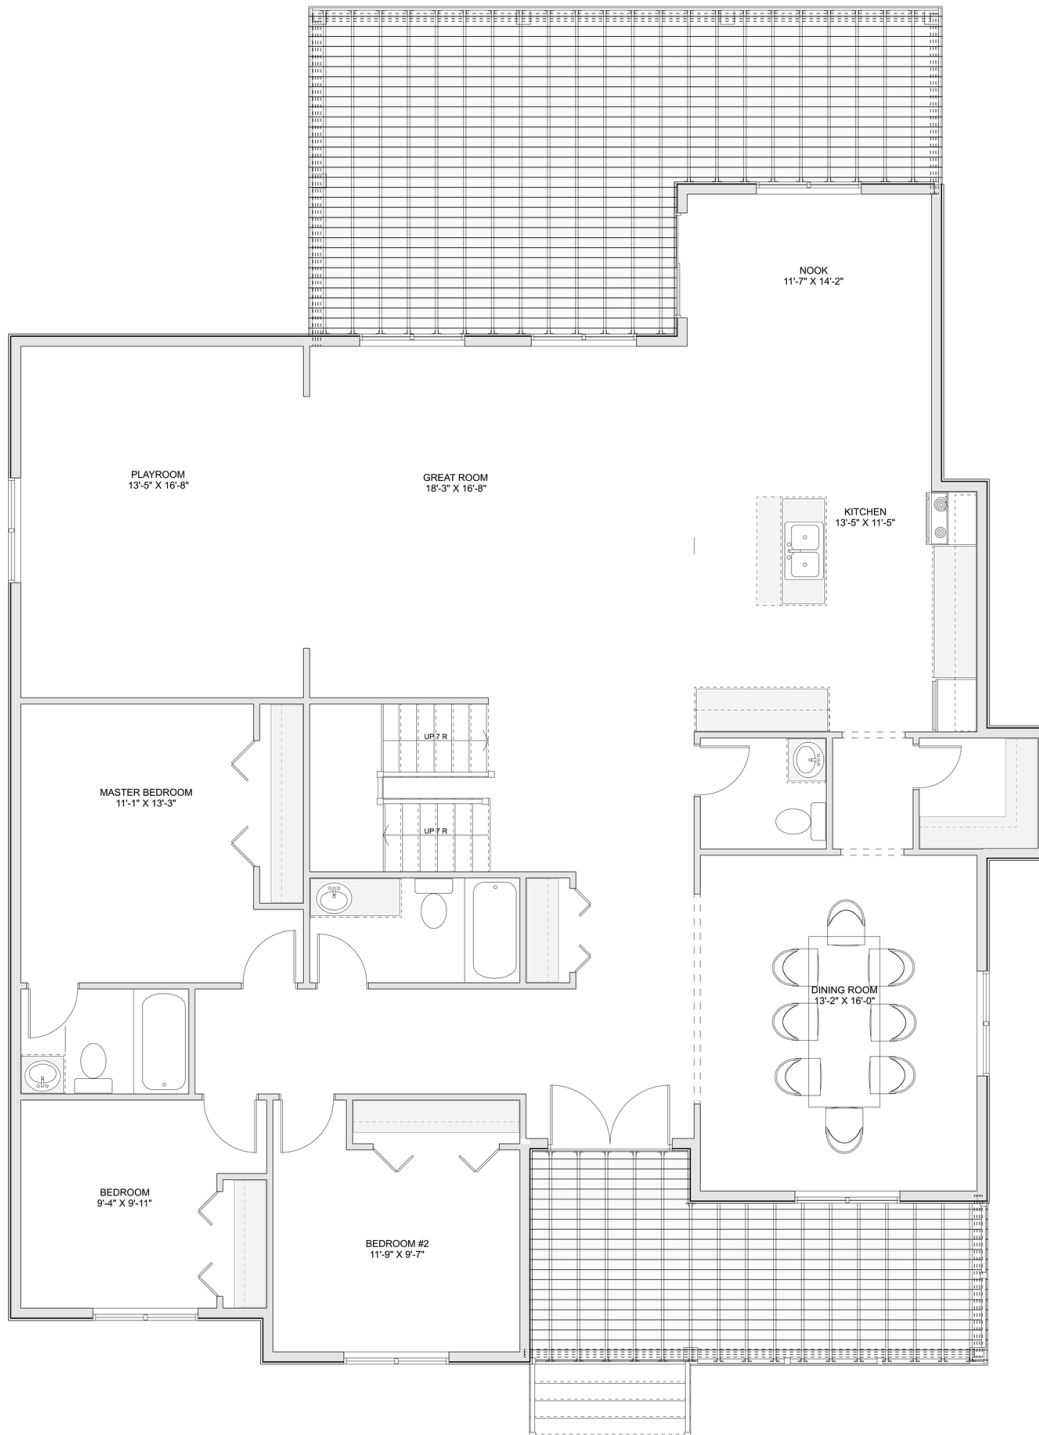 NOOK
11'-7" X 14'-2"
PLAYROOM
13'-5" X 16'-8"
GREAT ROOM
18'-3" X 16'-8"
KITCHEN
13'-5" X 11'-5"
UP 7 R
MASTER BEDROOM
11'-1" X 13'-3"
UP 7 R
DINING ROOM
13'-2" X 16'-0"
BEDROOM
9'-4" X 9'-11"
BEDROOM #2
11'-9" X 9'-7"